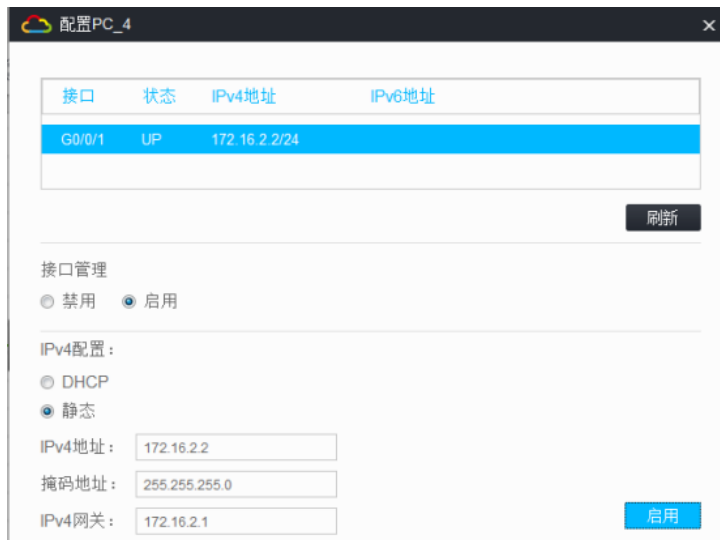 配置PC_4
接口 状态 IPv4地址 IPv6地址
G0/0/1 UP 172.16.2.2/24
刷新
接口管理
禁用 启用
IPv4配置：
DHCP
静态
IPv4地址： 172.16.2.2
掩码地址： 255.255.255.0
IPv4网关： 172.16.2.1
启用